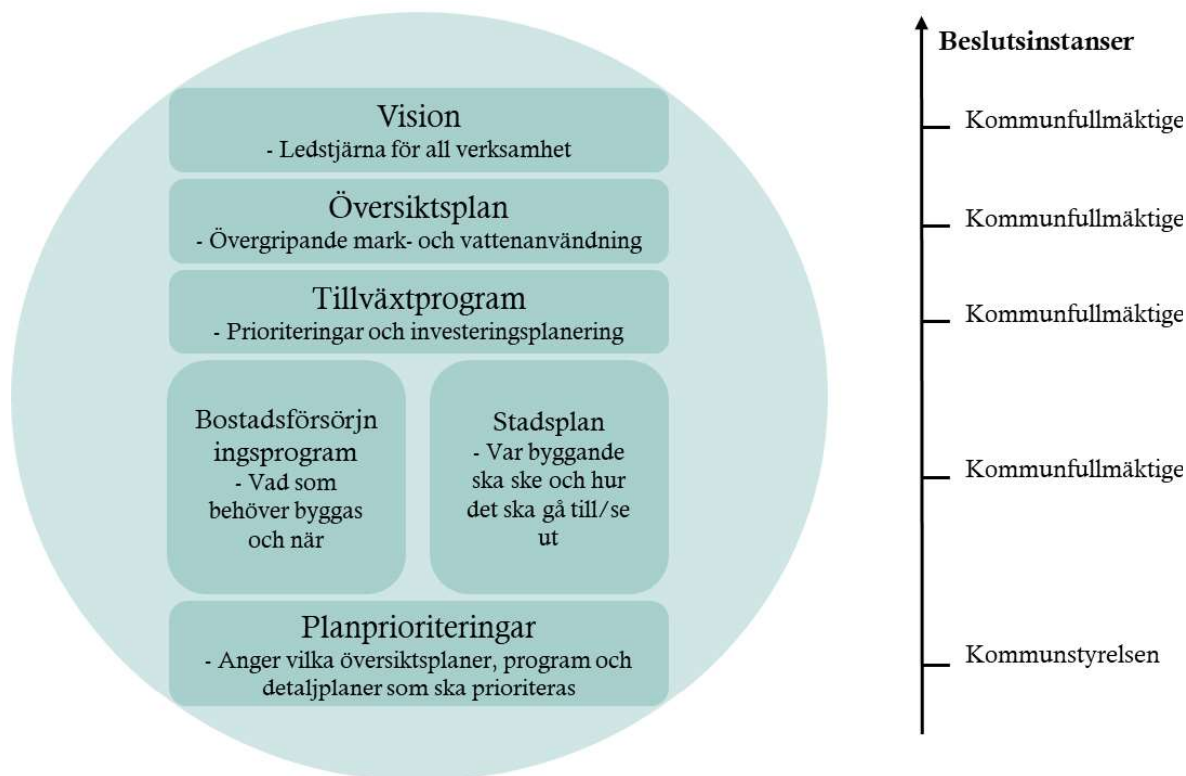 Vision
- Ledstjärna för all verksamhet
Översiktsplan
- Övergripande mark- och vattenanvändning
Tillväxtprogram
- Prioriteringar och investeringsplanering
Bostadsförsörjn
ingsprogram
- Vad som
behöver byggas
och när
Stadsplan
- Var byggande
ska ske och hur
det ska gå till/se
ut
Planprioriteringar
- Anger vilka översiktsplaner, program och
detaljplaner som ska prioriteras
Beslutsinstanser
Kommunfullmäktige
Kommunfullmäktige
Kommunfullmäktige
Kommunfullmäktige
Kommunstyrelsen